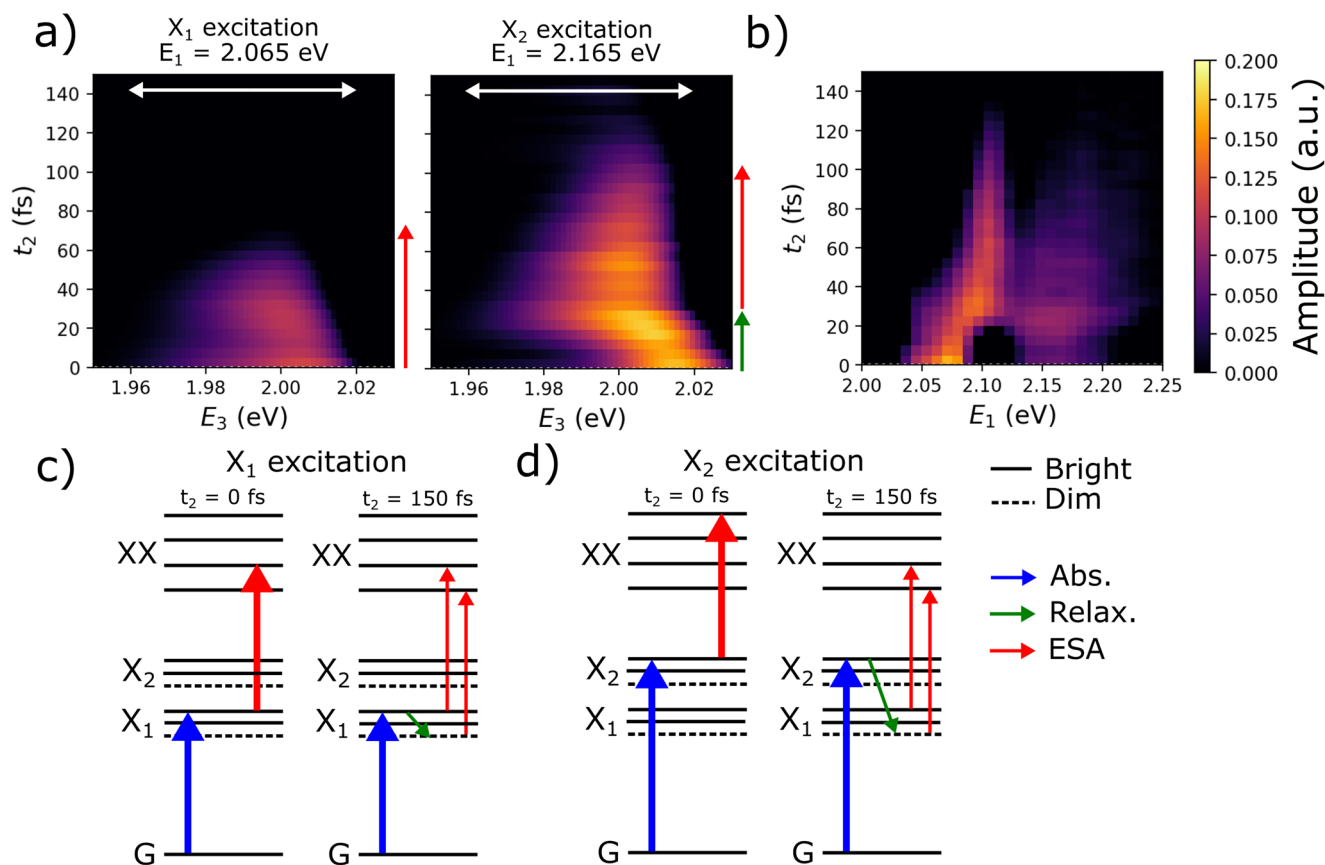 a)
X₁ excitation
E₁ = 2.065 eV
X₂ excitation
E₁ = 2.165 eV
b)
t₂ (fs)
140
120
100
80
60
40
20
0
1.96
1.98
2.00
2.02
E₃ (eV)
1.96
1.98
2.00
2.02
E₃ (eV)
t₂ (fs)
140
120
100
80
60
40
20
0
2.00
2.05
2.10
2.15
2.20
2.25
E₁ (eV)
0.200
0.175
0.150
0.125
0.100
0.075
0.050
0.025
0.000
Amplitude (a.u.)
c)
X₁ excitation
t₂ = 0 fs
t₂ = 150 fs
XX
X₂
X₁
G
XX
X₂
X₁
G
d)
X₂ excitation
t₂ = 0 fs
t₂ = 150 fs
XX
X₂
X₁
G
XX
X₂
X₁
G
Bright
Dim
Abs.
Relax.
ESA